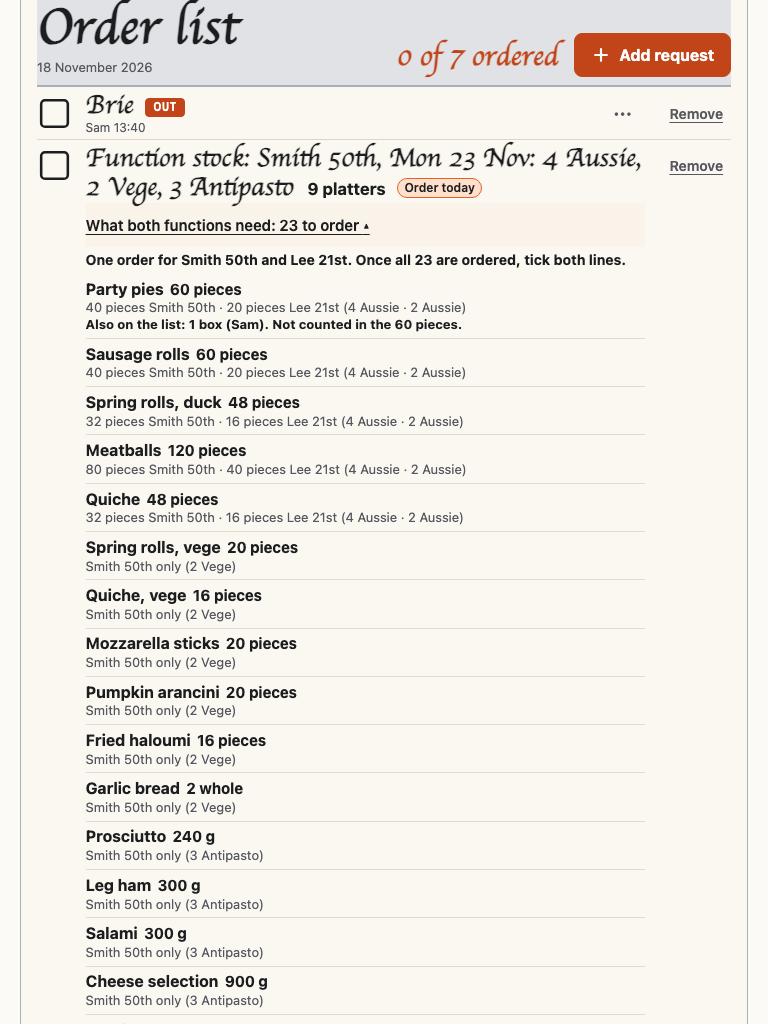 Order list
18 November 2026
0 of 7 ordered
+ Add request
Brie OUT
Sam 13:40
··· Remove
Function stock: Smith 50th, Mon 23 Nov: 4 Aussie,
2 Vege, 3 Antipasto 9 platters Order today
Remove
What both functions need: 23 to order ▴
One order for Smith 50th and Lee 21st. Once all 23 are ordered, tick both lines.
Party pies 60 pieces
40 pieces Smith 50th · 20 pieces Lee 21st (4 Aussie · 2 Aussie)
Also on the list: 1 box (Sam). Not counted in the 60 pieces.
Sausage rolls 60 pieces
40 pieces Smith 50th · 20 pieces Lee 21st (4 Aussie · 2 Aussie)
Spring rolls, duck 48 pieces
32 pieces Smith 50th · 16 pieces Lee 21st (4 Aussie · 2 Aussie)
Meatballs 120 pieces
80 pieces Smith 50th · 40 pieces Lee 21st (4 Aussie · 2 Aussie)
Quiche 48 pieces
32 pieces Smith 50th · 16 pieces Lee 21st (4 Aussie · 2 Aussie)
Spring rolls, vege 20 pieces
Smith 50th only (2 Vege)
Quiche, vege 16 pieces
Smith 50th only (2 Vege)
Mozzarella sticks 20 pieces
Smith 50th only (2 Vege)
Pumpkin arancini 20 pieces
Smith 50th only (2 Vege)
Fried haloumi 16 pieces
Smith 50th only (2 Vege)
Garlic bread 2 whole
Smith 50th only (2 Vege)
Prosciutto 240 g
Smith 50th only (3 Antipasto)
Leg ham 300 g
Smith 50th only (3 Antipasto)
Salami 300 g
Smith 50th only (3 Antipasto)
Cheese selection 900 g
Smith 50th only (3 Antipasto)